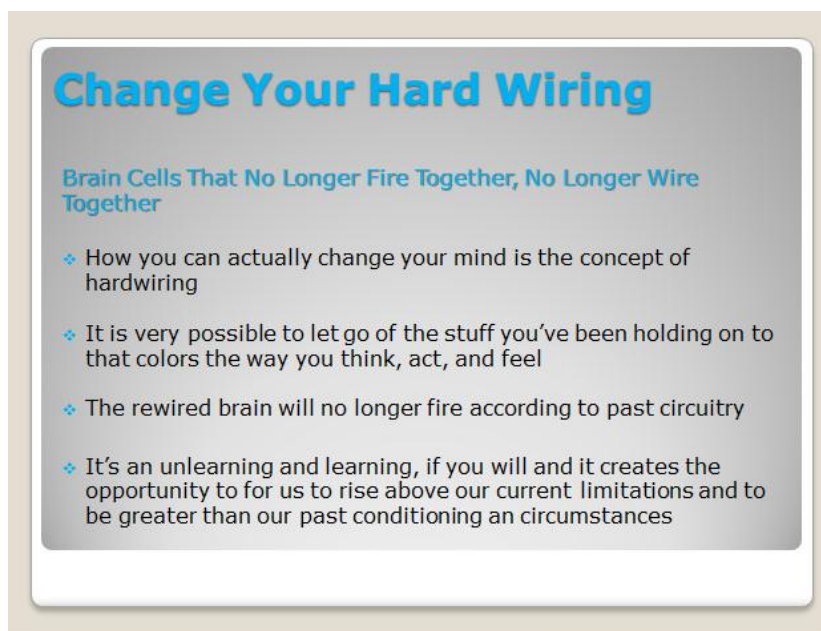 Change Your Hard Wiring
Brain Cells That No Longer Fire Together, No Longer Wire
Together
How you can actually change your mind is the concept of
hardwiring
It is very possible to let go of the stuff you've been holding on to
that colors the way you think, act, and feel
The rewired brain will no longer fire according to past circuitry
It's an unlearning and learning, if you will and it creates the
opportunity to for us to rise above our current limitations and to
be greater than our past conditioning an circumstances